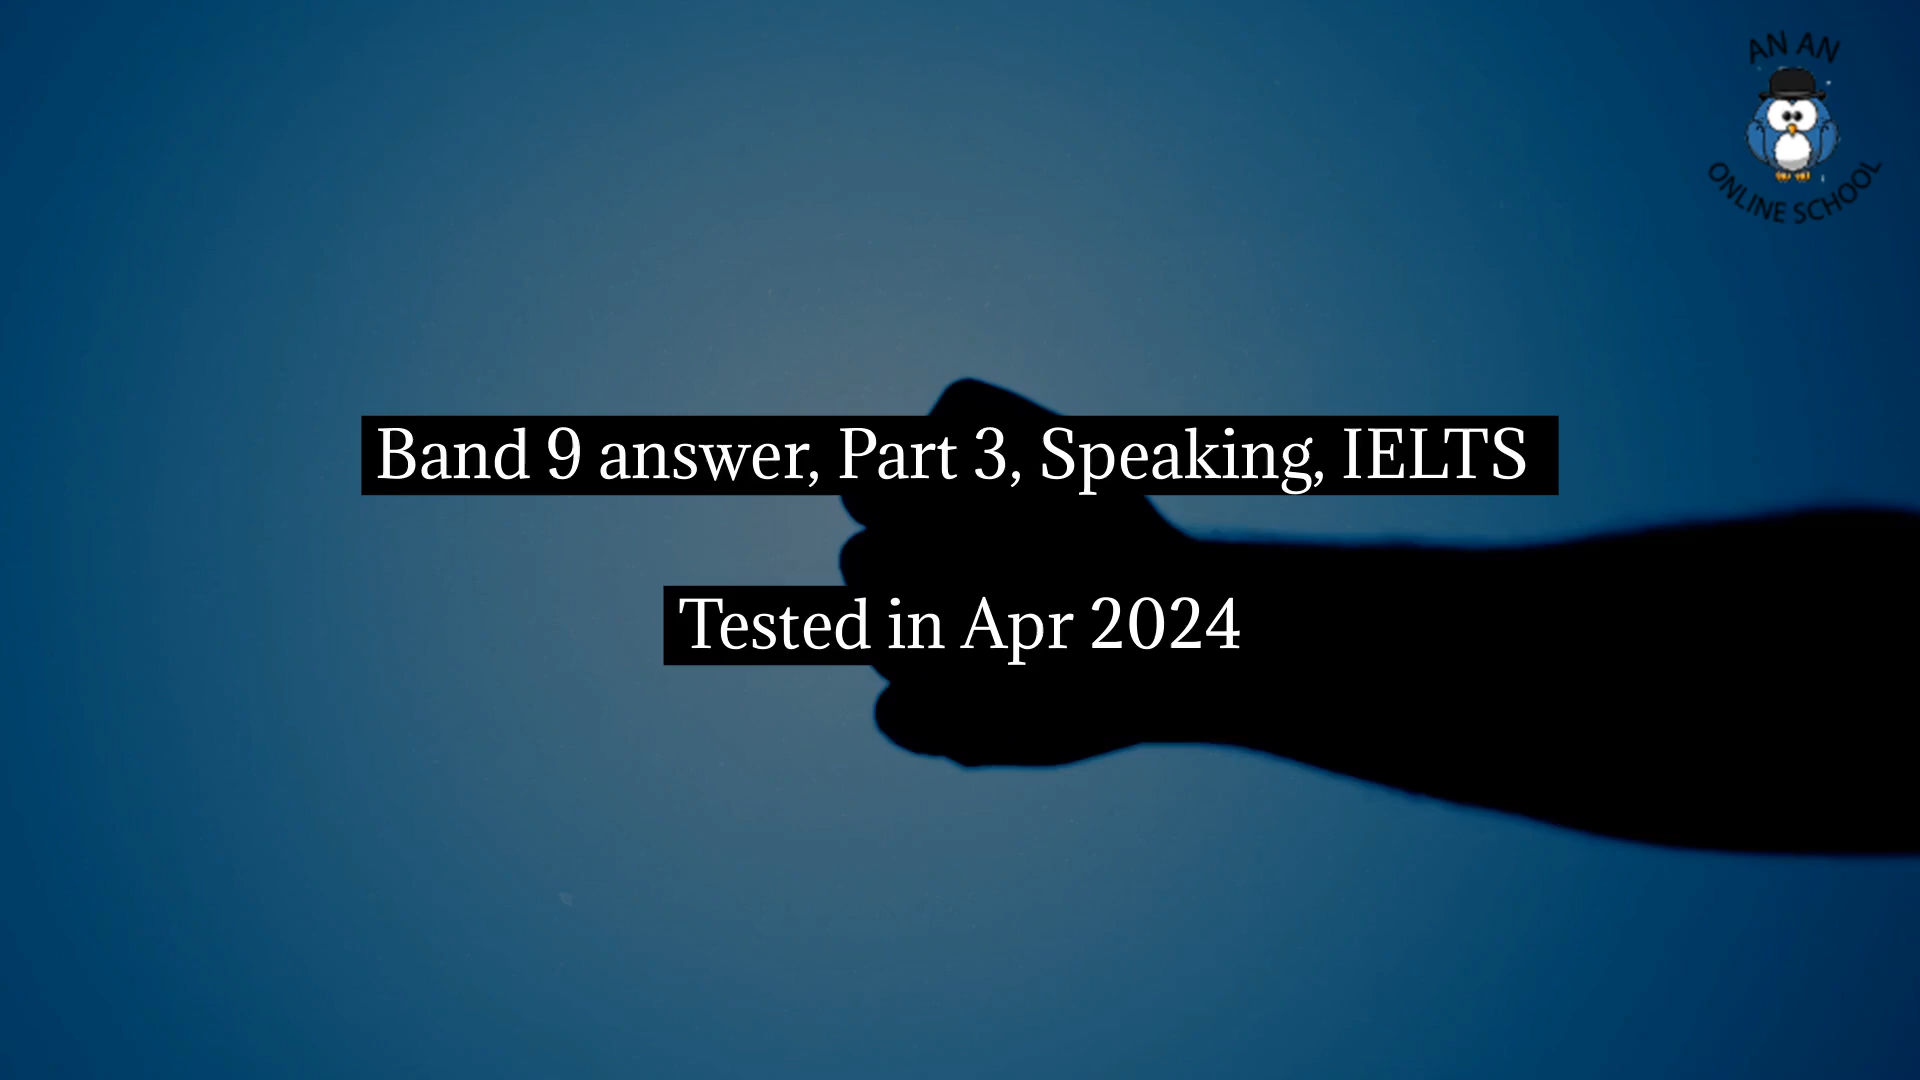 AN AN
ONLINE SCHOOL
Band 9 answer, Part 3, Speaking, IELTS
Tested in Apr 2024